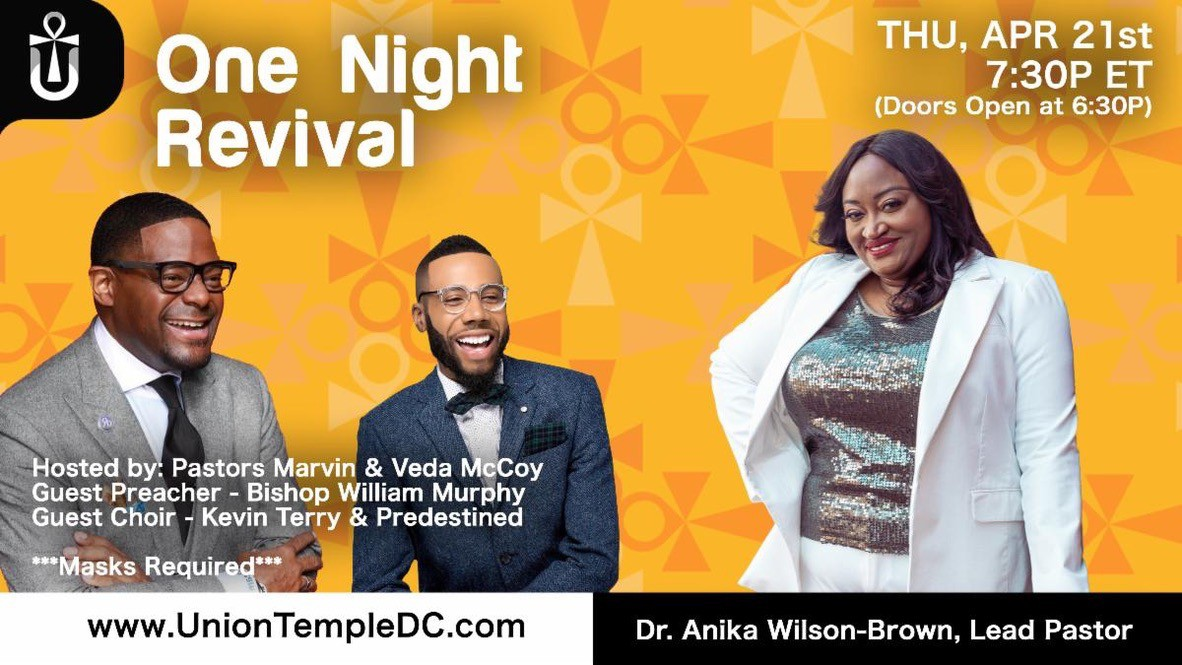 One Night
Revival
THU, APR 21st
7:30P ET
(Doors Open at 6:30P)
Hosted by: Pastors Marvin & Veda McCoy
Guest Preacher - Bishop William Murphy
Guest Choir - Kevin Terry & Predestined
***Masks Required***
www.UnionTempleDC.com
Dr. Anika Wilson-Brown, Lead Pastor